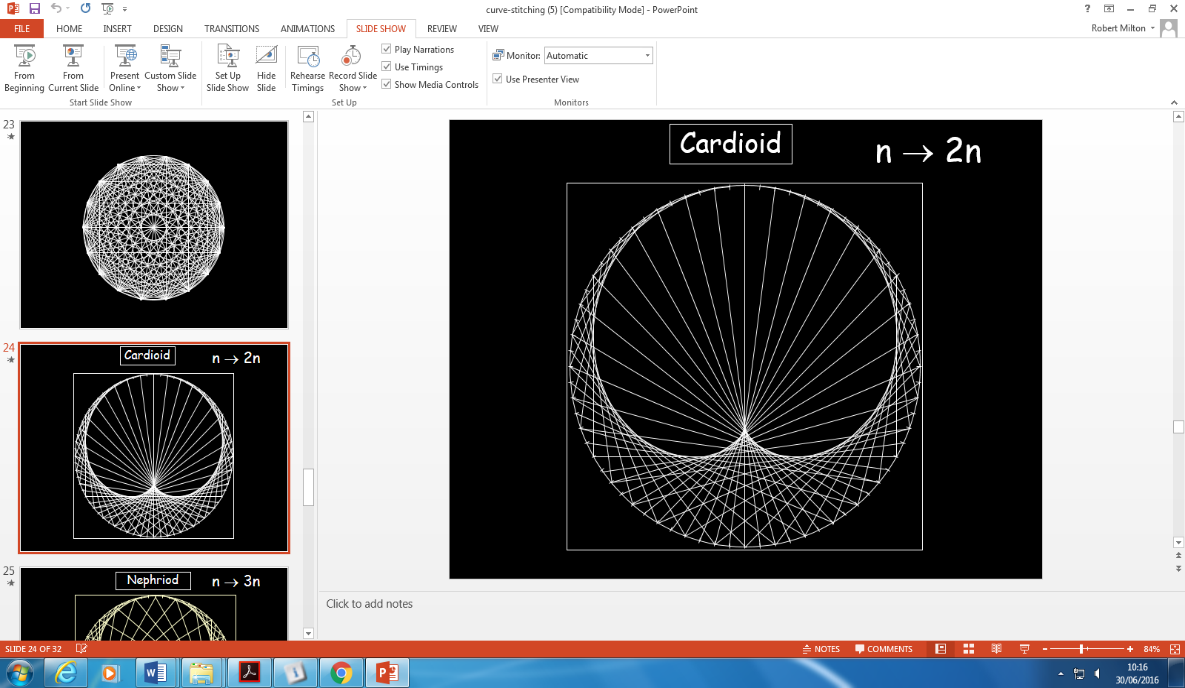 curve-stitching (5) [Compatibility Mode] - PowerPoint
?
FILE HOME INSERT DESIGN TRANSITIONS ANIMATIONS SLIDE SHOW REVIEW VIEW
Robert Milton
From Beginning
From Current Slide
Present Online
Custom Slide Show
Start Slide Show
Set Up Slide Show
Hide Slide
Rehearse Timings
Record Slide Show
Play Narrations
Use Timings
Show Media Controls
Set Up
Monitor: Automatic
Use Presenter View
Monitors
23
24
Cardioid n → 2n
25
Nephriod n → 3n
Cardioid
n → 2n
Click to add notes
SLIDE 24 OF 32 NOTES COMMENTS 84%
10:16
30/06/2016